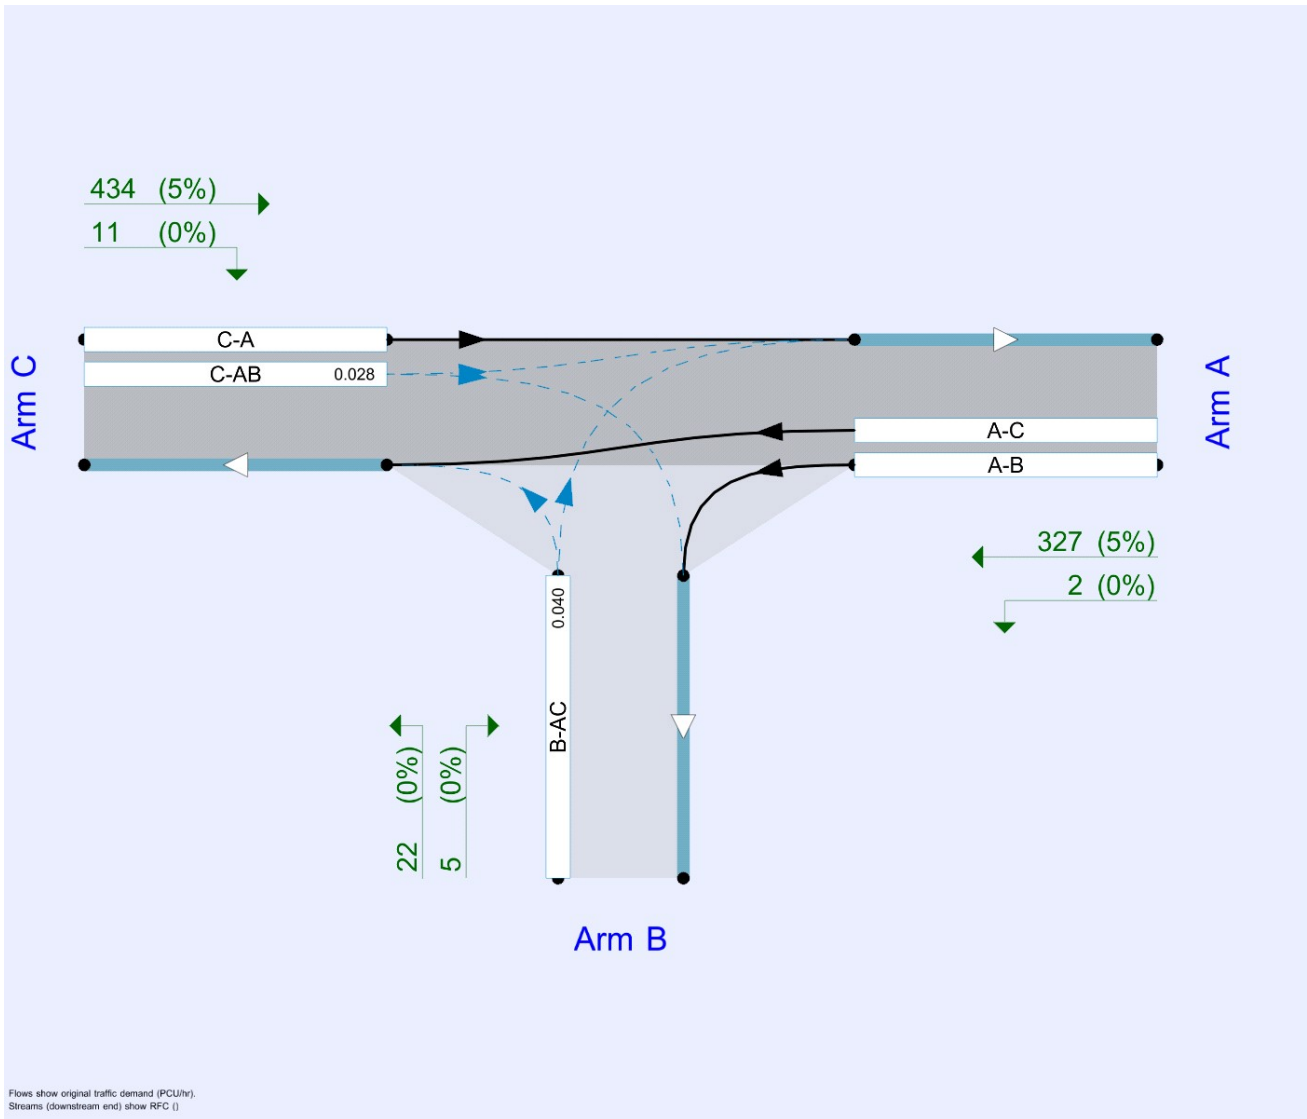 434 (5%)
11 (0%)
C-A
C-AB 0.028
Arm C
Arm A
A-C
A-B
327 (5%)
2 (0%)
0.040
B-AC
22 (0%)
5 (0%)
Arm B
Flows show original traffic demand (PCU/hr).
Streams (downstream end) show RFC ()